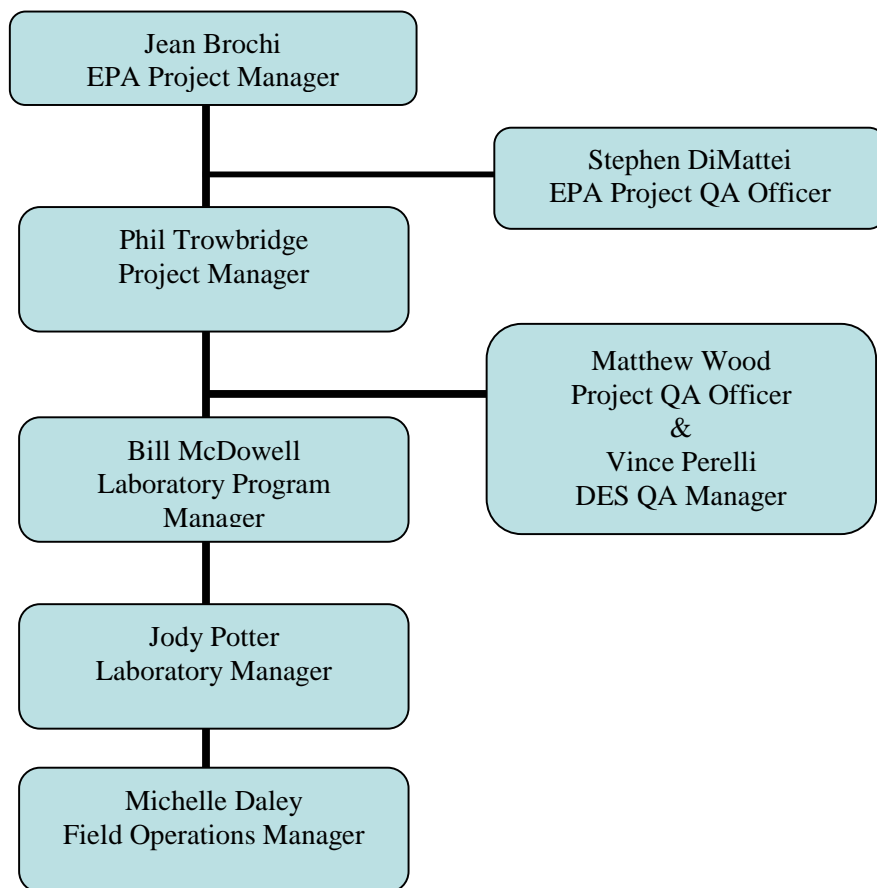 Jean Brochi
EPA Project Manager
Stephen DiMattei
EPA Project QA Officer
Phil Trowbridge
Project Manager
Matthew Wood
Project QA Officer
&
Vince Perelli
DES QA Manager
Bill McDowell
Laboratory Program
Manager
Jody Potter
Laboratory Manager
Michelle Daley
Field Operations Manager